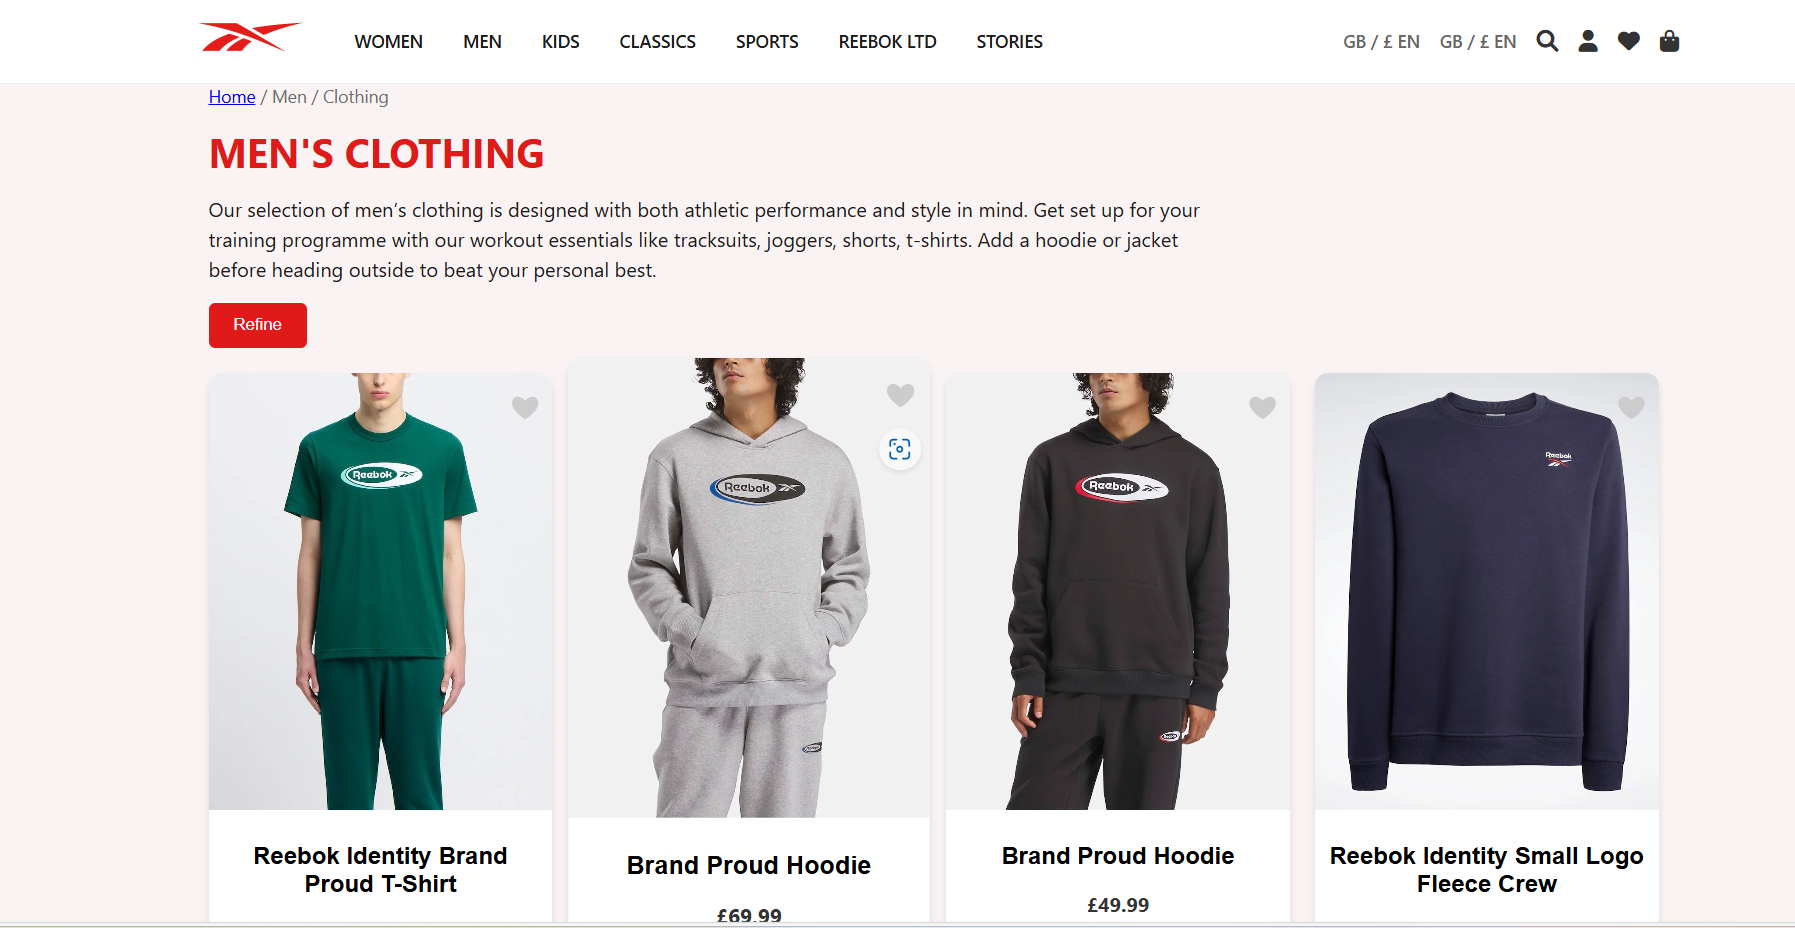 WOMEN MEN KIDS CLASSICS SPORTS REEBOK LTD STORIES GB / £ EN GB / £ EN
Home / Men / Clothing
MEN'S CLOTHING
Our selection of men’s clothing is designed with both athletic performance and style in mind. Get set up for your
training programme with our workout essentials like tracksuits, joggers, shorts, t-shirts. Add a hoodie or jacket
before heading outside to beat your personal best.
Refine
Reebok
Reebok
Reebok
Reebok
Reebok
Reebok Identity Brand
Proud T-Shirt
Brand Proud Hoodie
£69.99
Brand Proud Hoodie
£49.99
Reebok Identity Small Logo
Fleece Crew